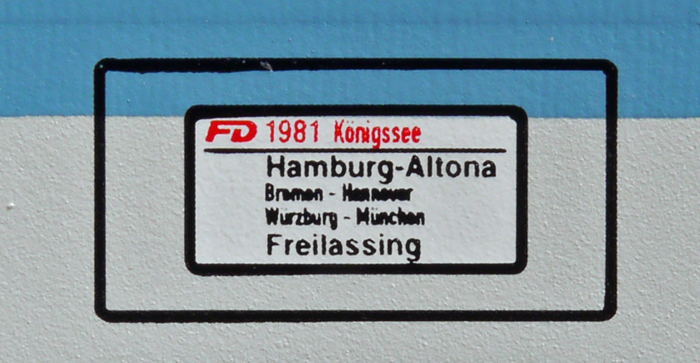 FD 1981 Königssee
Hamburg-Altona
Bremen - Hannover
Würzburg - München
Freilassing